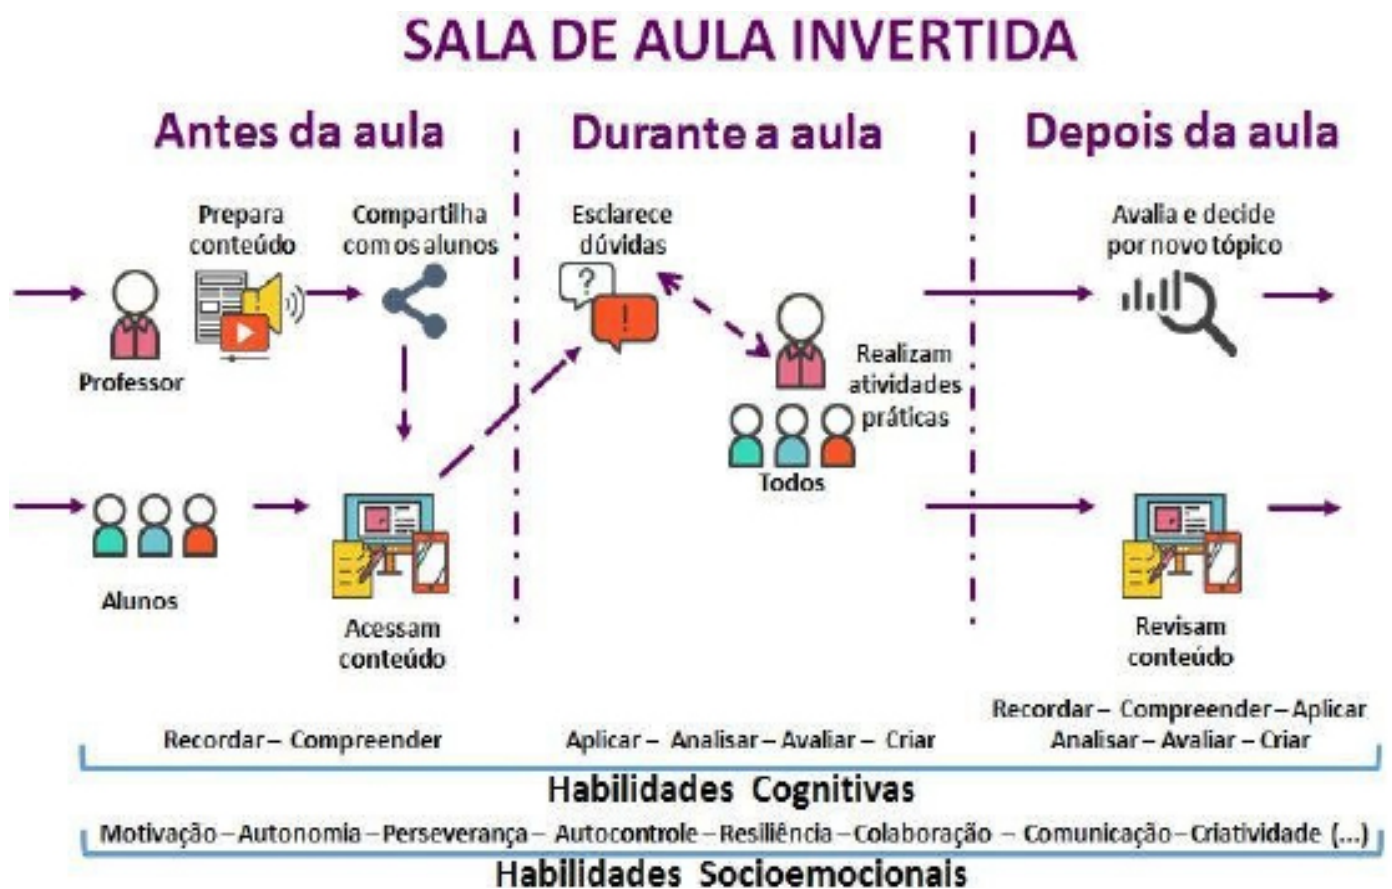 SALA DE AULA INVERTIDA
Antes da aula
Durante a aula
Depois da aula
Prepara
conteúdo
Compartilha
com os alunos
Esclarece
dúvidas
Avalia e decide
por novo tópico
?
!
Professor
Realizam
atividades
práticas
Todos
Alunos
Acessam
conteúdo
Revisam
conteúdo
Recordar – Compreender
Aplicar – Analisar – Avaliar – Criar
Recordar – Compreender – Aplicar
Analisar – Avaliar – Criar
Habilidades Cognitivas
Motivação – Autonomia – Perseverança – Autocontrole – Resiliência – Colaboração – Comunicação – Criatividade (...)
Habilidades Socioemocionais